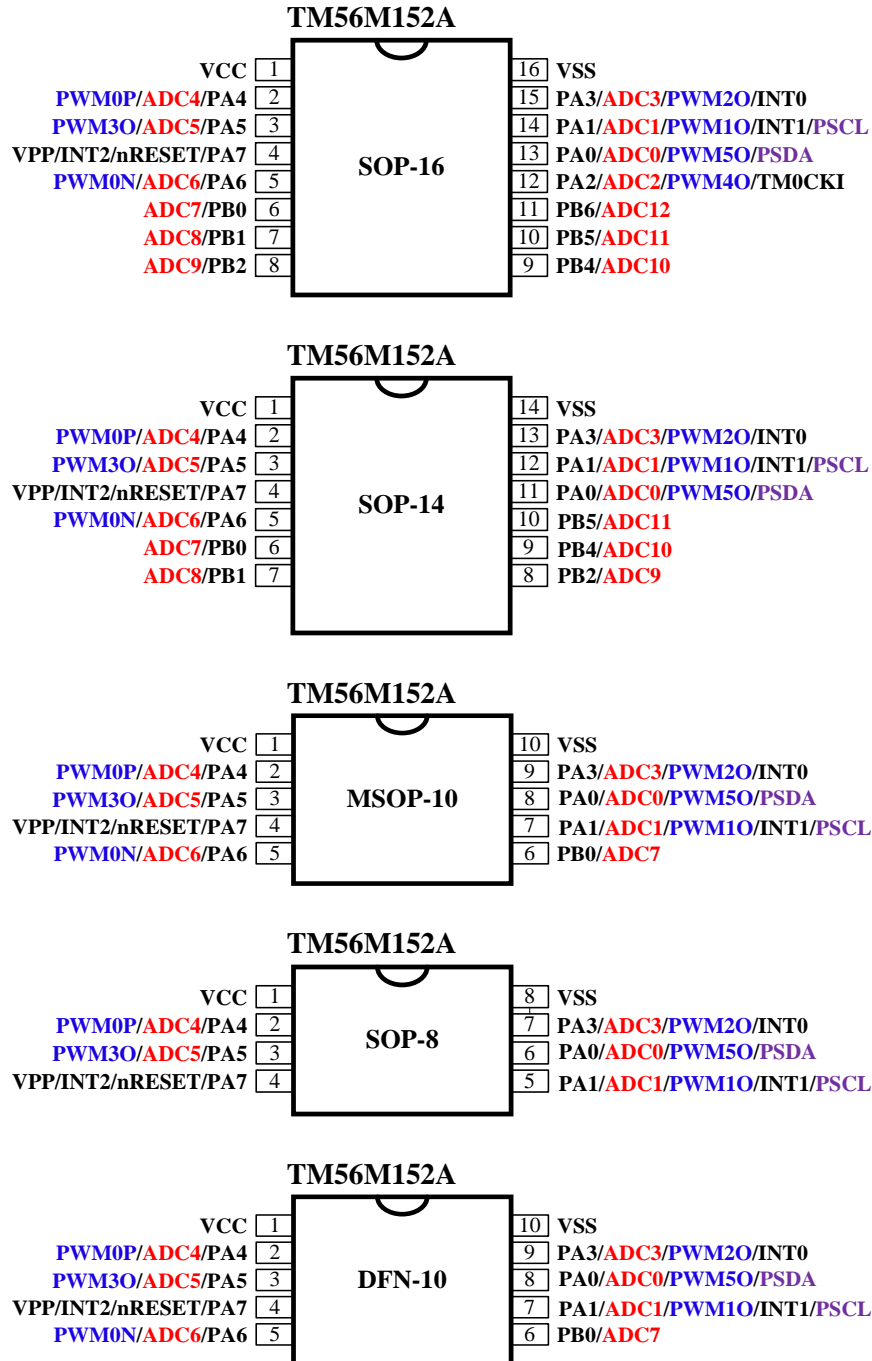 TM56M152A
VCC 1 16 VSS
PWM0P/ADC4/PA4 2 15 PA3/ADC3/PWM2O/INT0
PWM3O/ADC5/PA5 3 14 PA1/ADC1/PWM1O/INT1/PSCL
VPP/INT2/nRESET/PA7 4 13 PA0/ADC0/PWM5O/PSDA
SOP-16
PWM0N/ADC6/PA6 5 12 PA2/ADC2/PWM4O/TM0CKI
ADC7/PB0 6 11 PB6/ADC12
ADC8/PB1 7 10 PB5/ADC11
ADC9/PB2 8 9 PB4/ADC10
TM56M152A
VCC 1 14 VSS
PWM0P/ADC4/PA4 2 13 PA3/ADC3/PWM2O/INT0
PWM3O/ADC5/PA5 3 12 PA1/ADC1/PWM1O/INT1/PSCL
VPP/INT2/nRESET/PA7 4 11 PA0/ADC0/PWM5O/PSDA
SOP-14
PWM0N/ADC6/PA6 5 10 PB5/ADC11
ADC7/PB0 6 9 PB4/ADC10
ADC8/PB1 7 8 PB2/ADC9
TM56M152A
VCC 1 10 VSS
PWM0P/ADC4/PA4 2 9 PA3/ADC3/PWM2O/INT0
PWM3O/ADC5/PA5 3 MSOP-10 8 PA0/ADC0/PWM5O/PSDA
VPP/INT2/nRESET/PA7 4 7 PA1/ADC1/PWM1O/INT1/PSCL
PWM0N/ADC6/PA6 5 6 PB0/ADC7
TM56M152A
VCC 1 8 VSS
PWM0P/ADC4/PA4 2 7 PA3/ADC3/PWM2O/INT0
SOP-8
PWM3O/ADC5/PA5 3 6 PA0/ADC0/PWM5O/PSDA
VPP/INT2/nRESET/PA7 4 5 PA1/ADC1/PWM1O/INT1/PSCL
TM56M152A
VCC 1 10 VSS
PWM0P/ADC4/PA4 2 9 PA3/ADC3/PWM2O/INT0
PWM3O/ADC5/PA5 3 DFN-10 8 PA0/ADC0/PWM5O/PSDA
VPP/INT2/nRESET/PA7 4 7 PA1/ADC1/PWM1O/INT1/PSCL
PWM0N/ADC6/PA6 5 6 PB0/ADC7